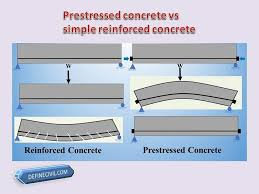 Prestressed concrete vs
simple reinforced concrete
W
W
Reinforced Concrete
Prestressed Concrete
DEFINECIVIL.COM